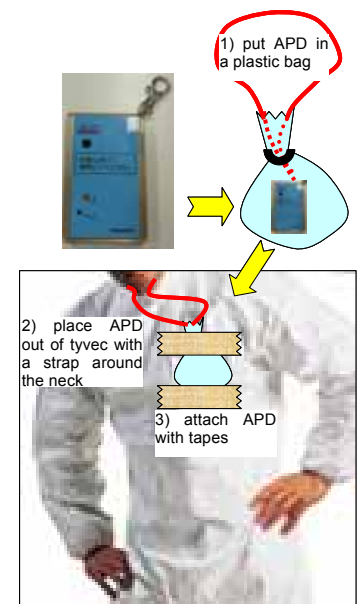 1) put APD in
a plastic bag
2) place APD
out of tyvec with
a strap around
the neck
3) attach APD
with tapes